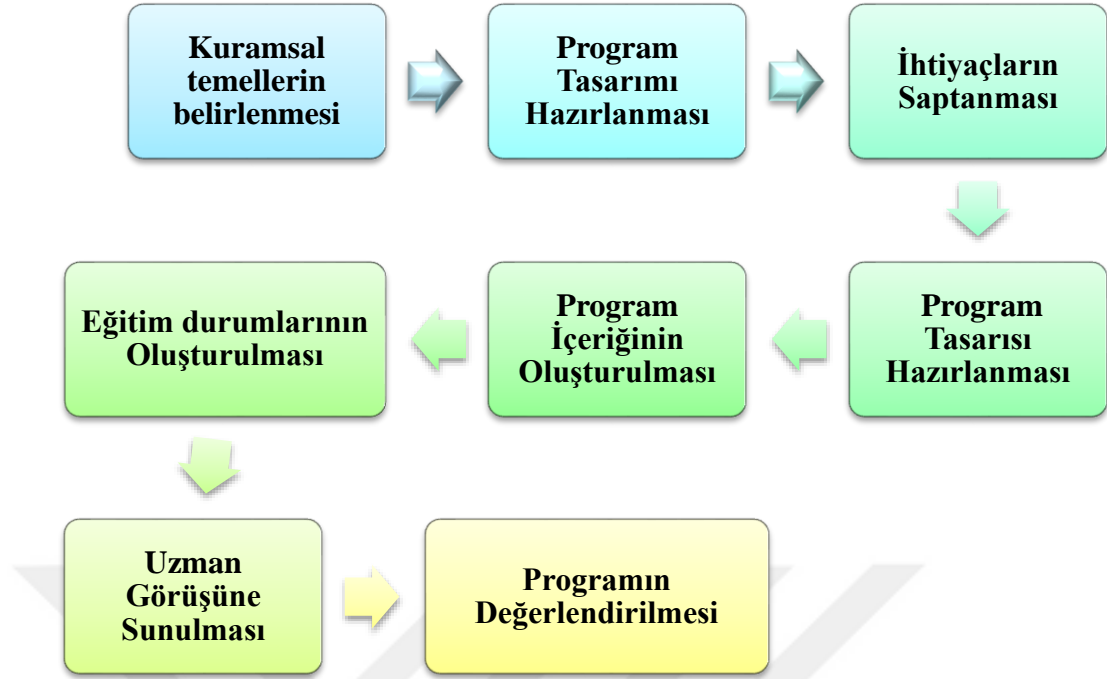 Kuramsal
temellerin
belirlenmesi
Program
Tasarımı
Hazırlanması
İhtiyaçların
Saptanması
Program
Tasarısı
Hazırlanması
Program
İçeriğinin
Oluşturulması
Eğitim durumlarının
Oluşturulması
Uzman
Görüşüne
Sunulması
Programın
Değerlendirilmesi